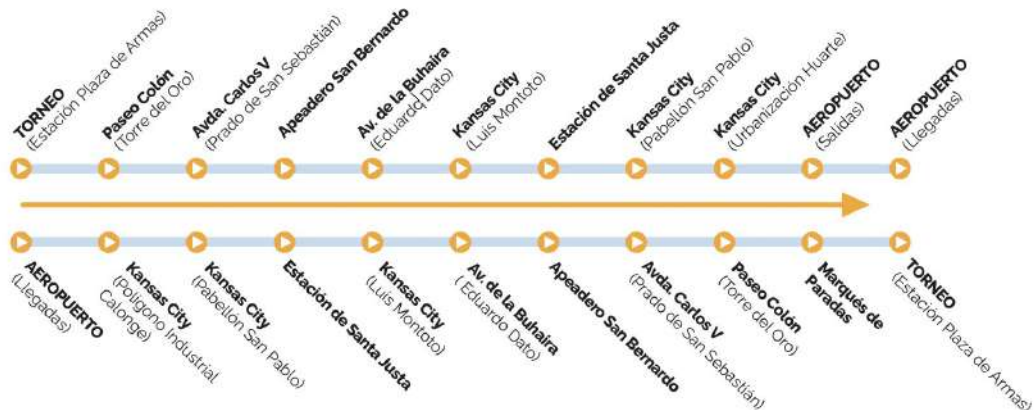 TORNEO
(Estación Plaza de Armas)
Paseo Colón
(Torre del Oro)
Avda. Carlos V
(Prado de San Sebastián)
Apeadero San Bernardo
Av. de la Buhaira
(Eduardo Dato)
Kansas City
(Luis Montoto)
Estación de Santa Justa
Kansas City
(Pabellón San Pablo)
Kansas City
(Urbanización Huarte)
AEROPUERTO
(Salidas)
AEROPUERTO
(Llegadas)
AEROPUERTO
(Llegadas)
Kansas City
(Polígono Industrial
Calonge)
Kansas City
(Pabellón San Pablo)
Estación de Santa Justa
Kansas City
(Luis Montoto)
Av. de la Buhaira
(Eduardo Dato)
Apeadero San Bernardo
Avda. Carlos V
(Prado de San Sebastián)
Paseo Colón
(Torre del Oro)
Marqués de
Paradas
TORNEO
(Estación Plaza de Armas)